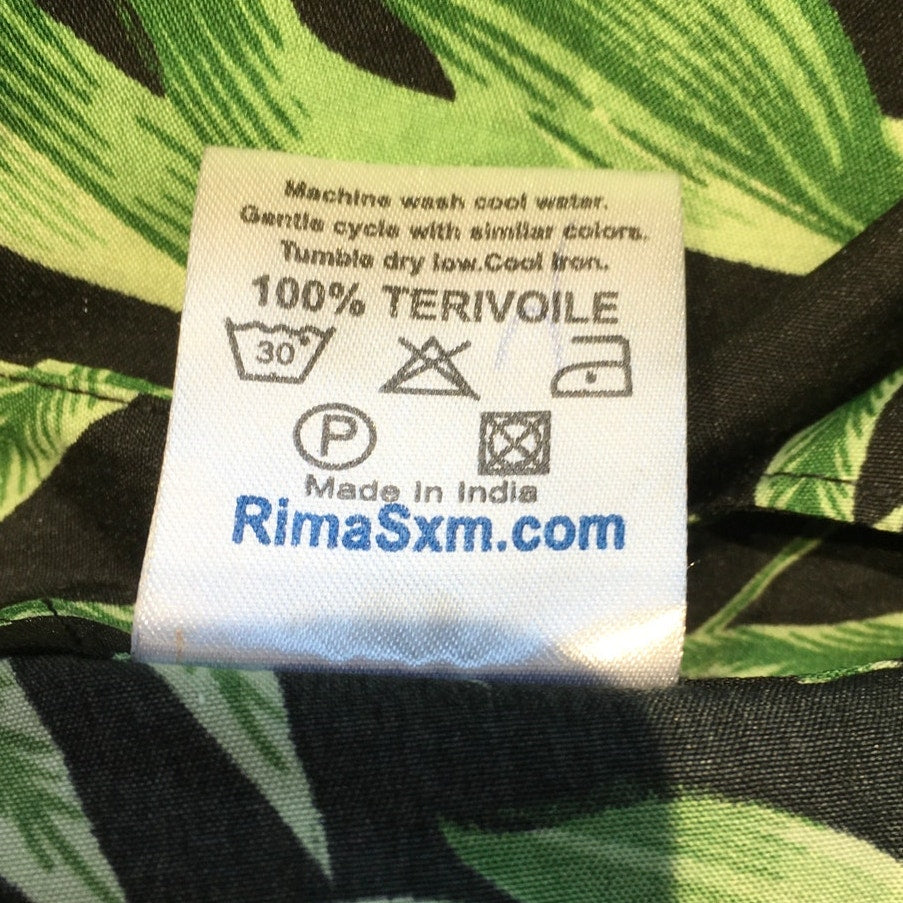 Machine wash cool water.
Gentle cycle with similar colors.
Tumble dry low.Cool Iron.
100% TERIVOILE
30°
P
Made In India
RimaSxm.com